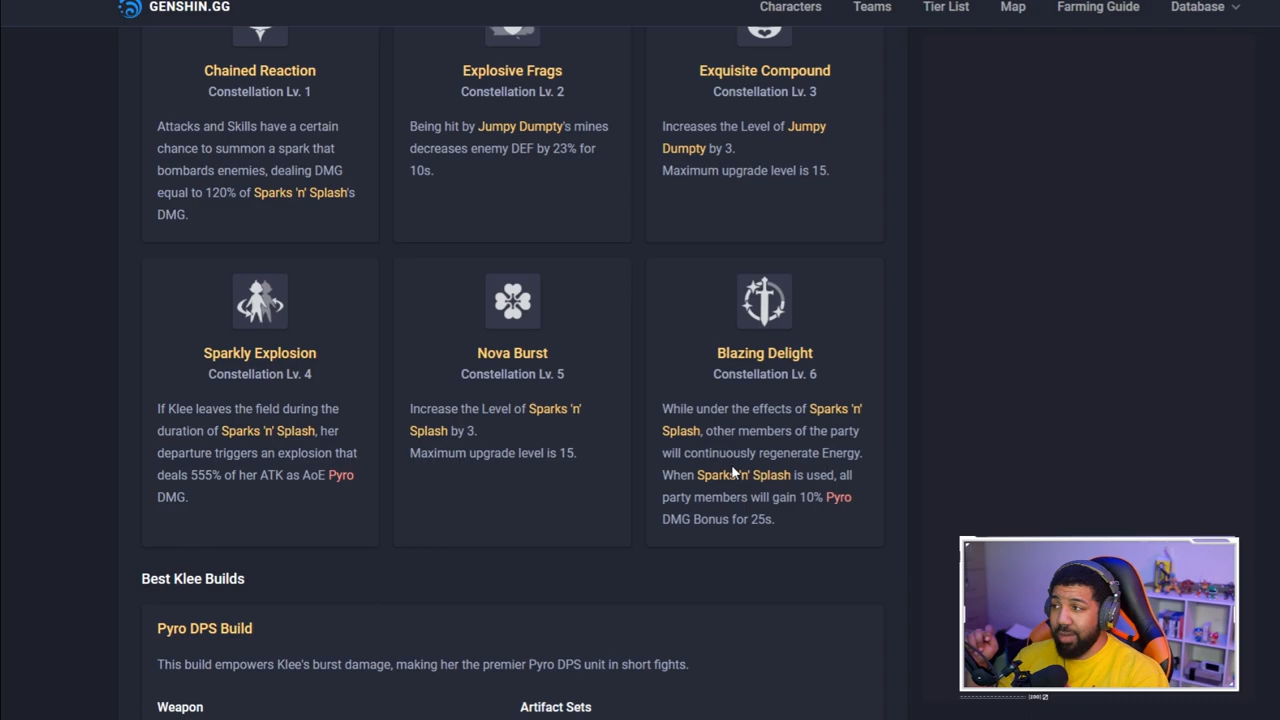 GENSHIN.GG
Characters
Teams
Tier List
Map
Farming Guide
Database
Chained Reaction
Constellation Lv. 1
Attacks and Skills have a certain
chance to summon a spark that
bombards enemies, dealing DMG
equal to 120% of Sparks 'n' Splash's
DMG.
Explosive Frags
Constellation Lv. 2
Being hit by Jumpy Dumpty's mines
decreases enemy DEF by 23% for
10s.
Exquisite Compound
Constellation Lv. 3
Increases the Level of Jumpy
Dumpty by 3.
Maximum upgrade level is 15.
Sparkly Explosion
Constellation Lv. 4
If Klee leaves the field during the
duration of Sparks 'n' Splash, her
departure triggers an explosion that
deals 555% of her ATK as AoE Pyro
DMG.
Nova Burst
Constellation Lv. 5
Increase the Level of Sparks 'n'
Splash by 3.
Maximum upgrade level is 15.
Blazing Delight
Constellation Lv. 6
While under the effects of Sparks 'n'
Splash, other members of the party
will continuously regenerate Energy.
When Sparks 'n' Splash is used, all
party members will gain 10% Pyro
DMG Bonus for 25s.
Best Klee Builds
Pyro DPS Build
This build empowers Klee's burst damage, making her the premier Pyro DPS unit in short fights.
Weapon
Artifact Sets